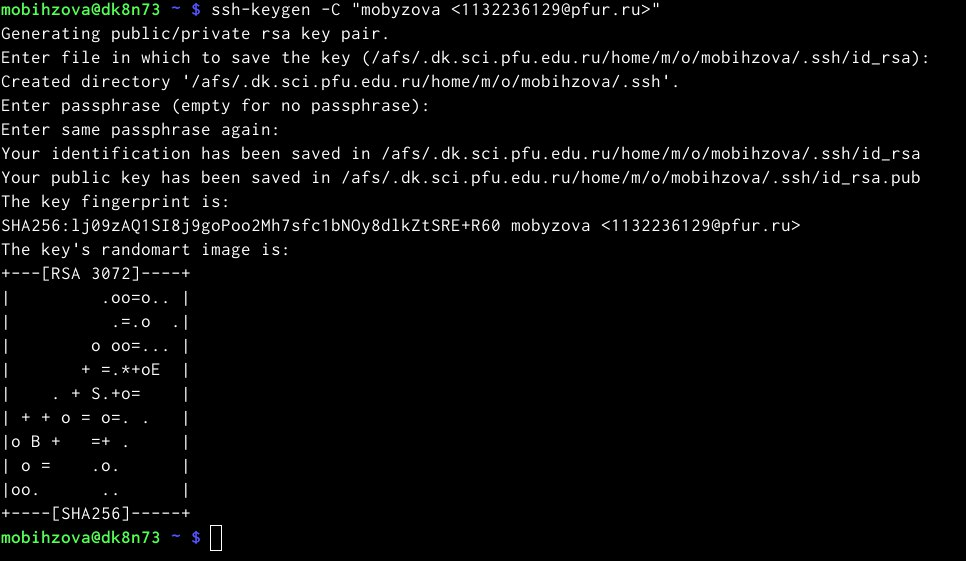 mobihzova@dk8n73 ~ $ ssh-keygen -C "mobyzova <1132236129@pfur.ru>"
Generating public/private rsa key pair.
Enter file in which to save the key (/afs/.dk.sci.pfu.edu.ru/home/m/o/mobihzova/.ssh/id_rsa):
Created directory '/afs/.dk.sci.pfu.edu.ru/home/m/o/mobihzova/.ssh'.
Enter passphrase (empty for no passphrase):
Enter same passphrase again:
Your identification has been saved in /afs/.dk.sci.pfu.edu.ru/home/m/o/mobihzova/.ssh/id_rsa
Your public key has been saved in /afs/.dk.sci.pfu.edu.ru/home/m/o/mobihzova/.ssh/id_rsa.pub
The key fingerprint is:
SHA256:lj09zAQ1SI8j9goPoo2Mh7sfc1bNOy8dlkZtSRE+R60 mobyzova <1132236129@pfur.ru>
The key's randomart image is:
+---[RSA 3072]----+
|         .oo=o.. |
|          .=.o  .|
|        o oo=... |
|       + =.*+oE  |
|    . + S.+o=    |
| + + o = o=. .   |
|o B +   =+ .     |
| o =    .o.      |
|oo.      ..      |
+----[SHA256]-----+
mobihzova@dk8n73 ~ $